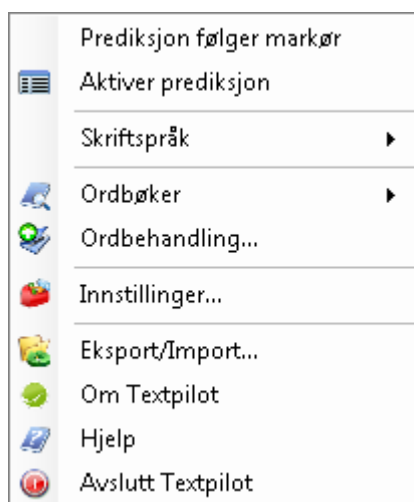 Prediksjon følger markør
Aktiver prediksjon
Skriftspråk
Ordbøker
Ordbehandling...
Innstillinger...
Eksport/Import...
Om Textpilot
Hjelp
Avslutt Textpilot